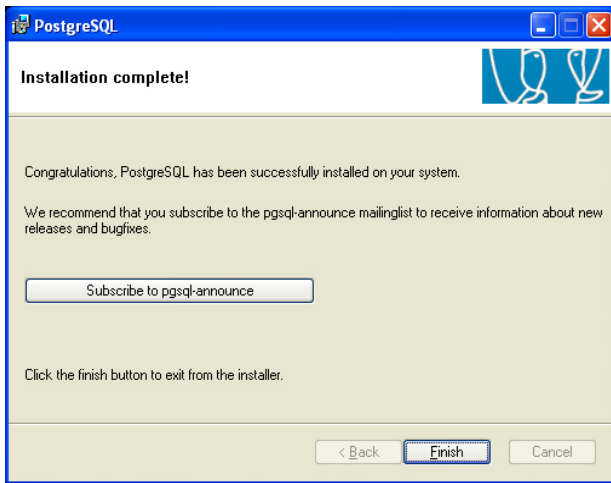 PostgreSQL
Installation complete!
Congratulations, PostgreSQL has been successfully installed on your system.
We recommend that you subscribe to the pgsql-announce mailinglist to receive information about new
releases and bugfixes.
Subscribe to pgsql-announce
Click the finish button to exit from the installer.
< Back Finish Cancel